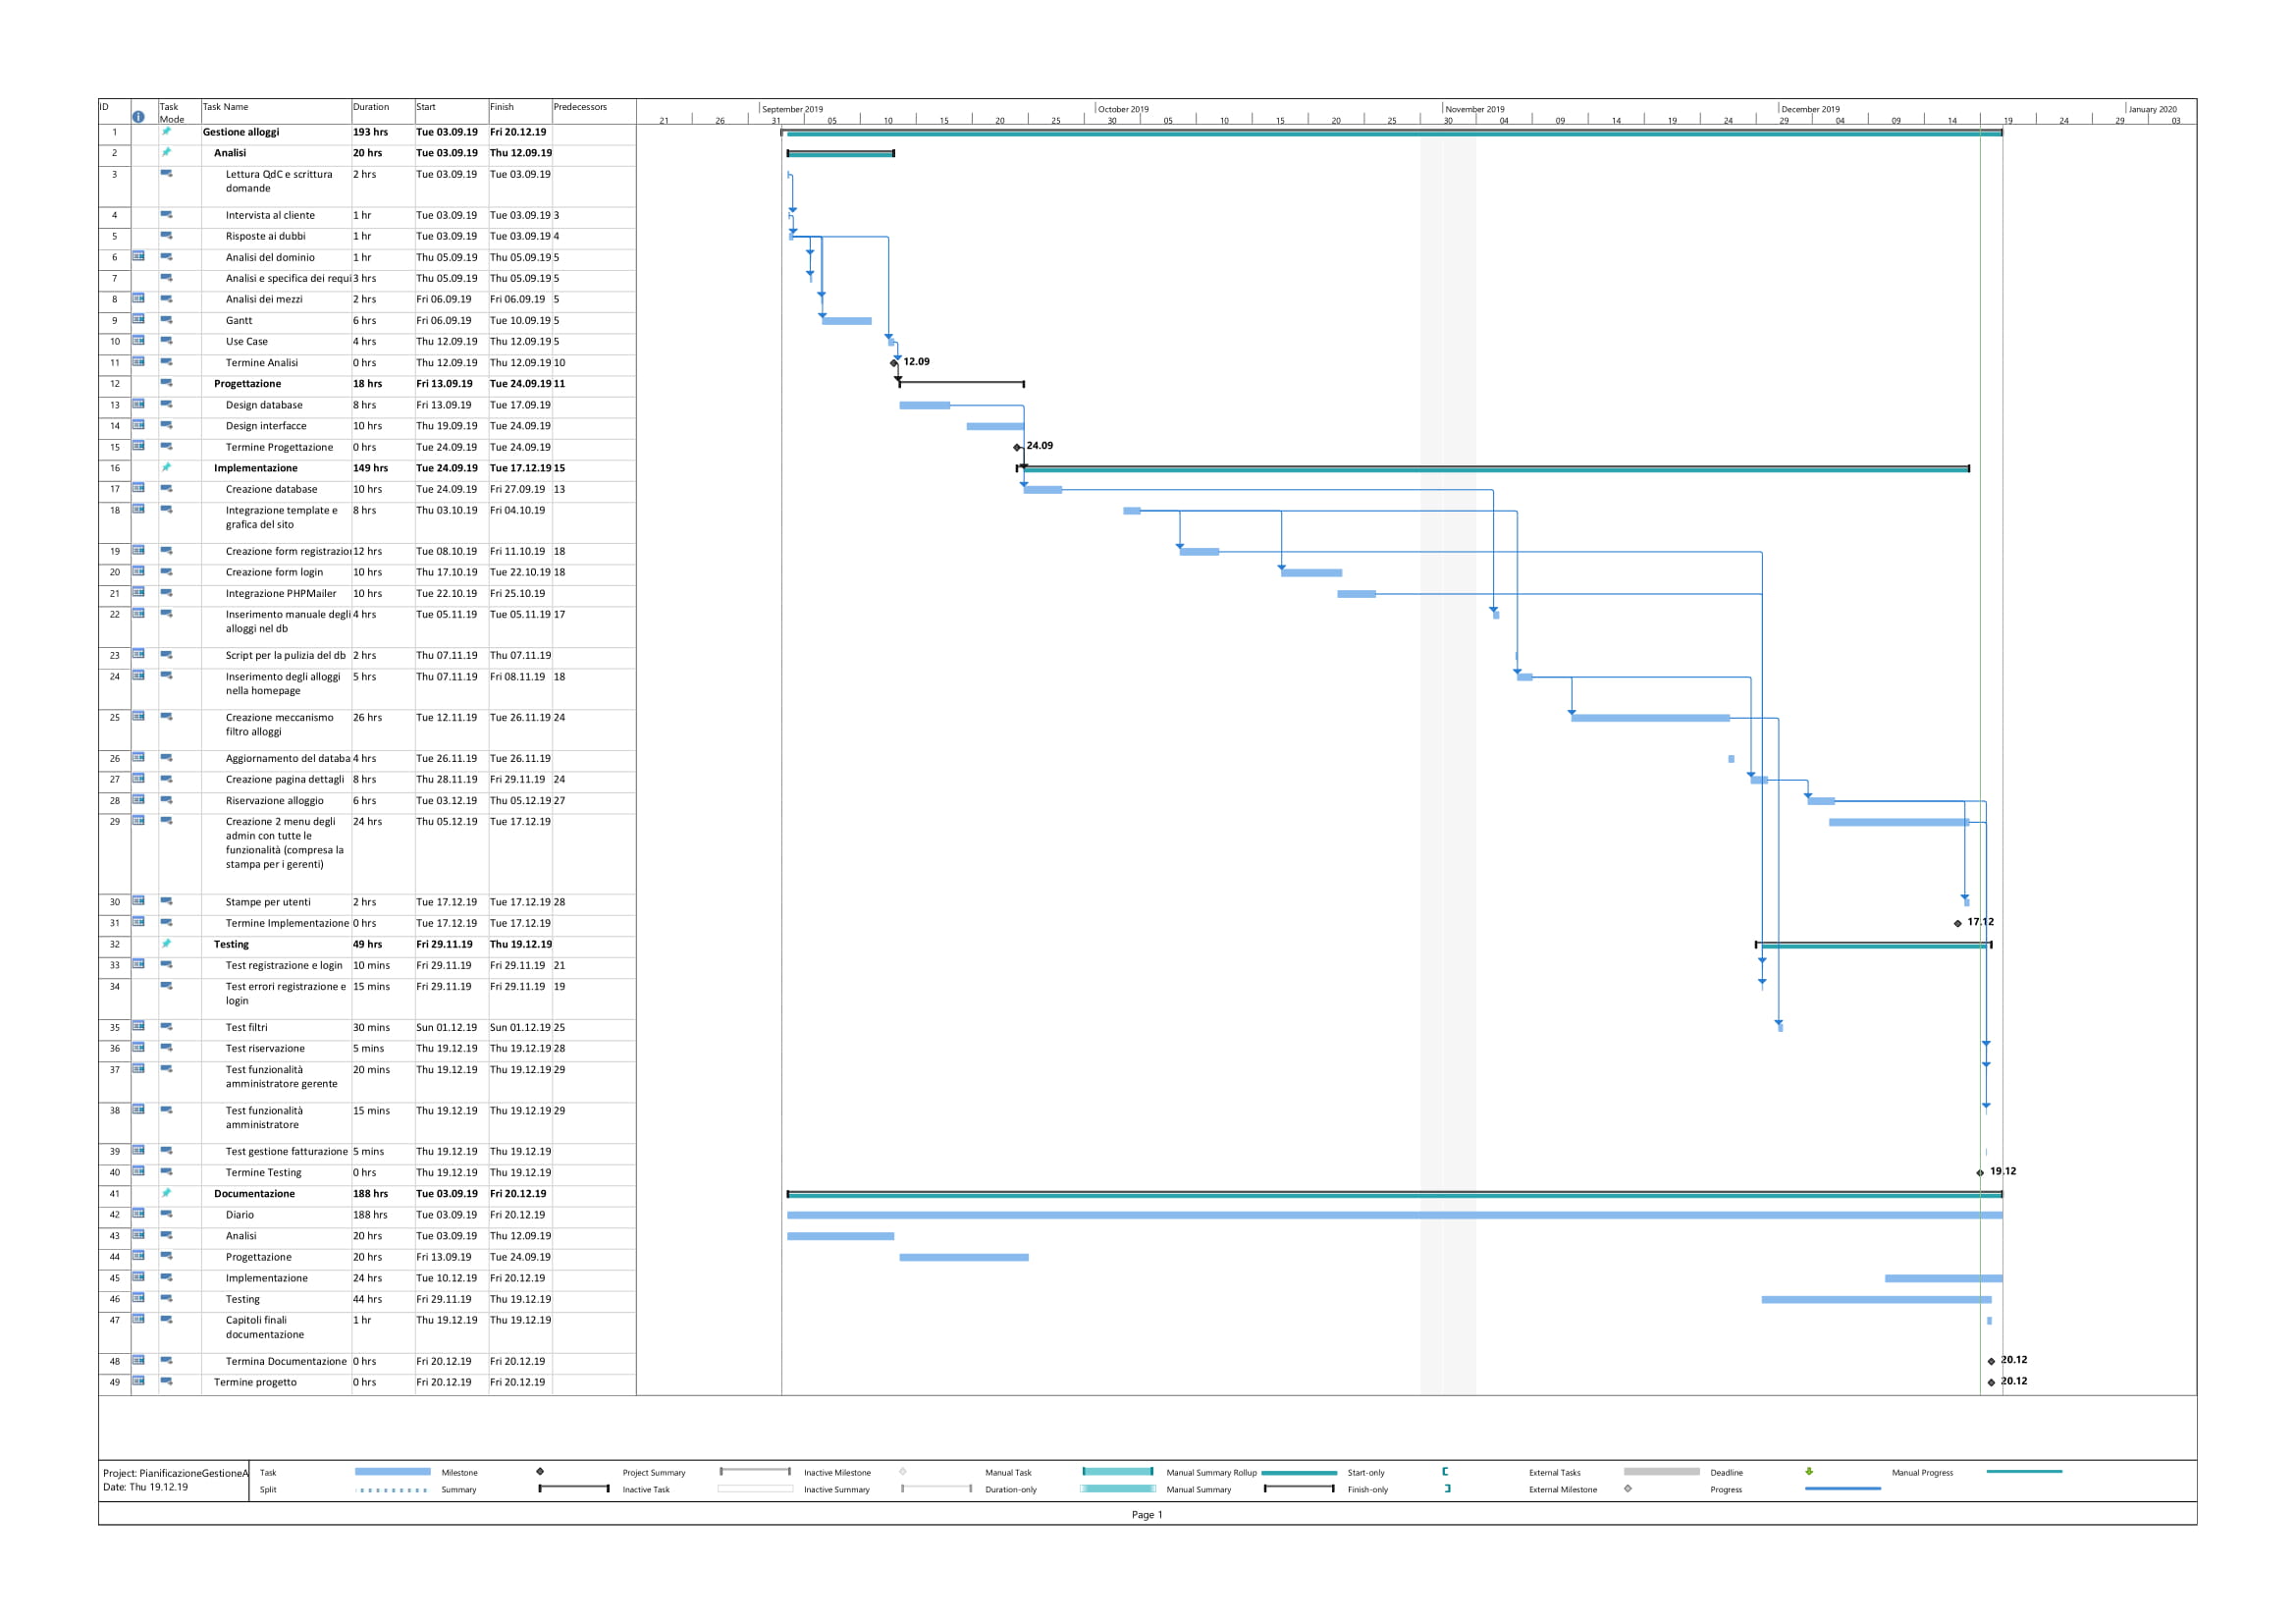 ID Task Mode Task Name Duration Start Finish Predecessors
September 2019 October 2019 November 2019 December 2019 January 2020
21 26 31 05 10 15 20 25 30 05 10 15 20 25 30 04 09 14 19 24 29 04 09 14 19 24 29 03
1 Gestione alloggi 193 hrs Tue 03.09.19 Fri 20.12.19
2 Analisi 20 hrs Tue 03.09.19 Thu 12.09.19
3 Lettura QdC e scrittura domande 2 hrs Tue 03.09.19 Tue 03.09.19
4 Intervista al cliente 1 hr Tue 03.09.19 Tue 03.09.19 3
5 Risposte ai dubbi 1 hr Tue 03.09.19 Tue 03.09.19 4
6 Analisi del dominio 1 hr Thu 05.09.19 Thu 05.09.19 5
7 Analisi e specifica dei requi 3 hrs Thu 05.09.19 Thu 05.09.19 5
8 Analisi dei mezzi 2 hrs Fri 06.09.19 Fri 06.09.19 5
9 Gantt 6 hrs Fri 06.09.19 Tue 10.09.19 5
10 Use Case 4 hrs Thu 12.09.19 Thu 12.09.19 5
11 Termine Analisi 0 hrs Thu 12.09.19 Thu 12.09.19 10 12.09
12 Progettazione 18 hrs Fri 13.09.19 Tue 24.09.19 11
13 Design database 8 hrs Fri 13.09.19 Tue 17.09.19
14 Design interfacce 10 hrs Thu 19.09.19 Tue 24.09.19
15 Termine Progettazione 0 hrs Tue 24.09.19 Tue 24.09.19 24.09
16 Implementazione 149 hrs Tue 24.09.19 Tue 17.12.19 15
17 Creazione database 10 hrs Tue 24.09.19 Fri 27.09.19 13
18 Integrazione template e grafica del sito 8 hrs Thu 03.10.19 Fri 04.10.19
19 Creazione form registrazio 12 hrs Tue 08.10.19 Fri 11.10.19 18
20 Creazione form login 10 hrs Thu 17.10.19 Tue 22.10.19 18
21 Integrazione PHPMailer 10 hrs Tue 22.10.19 Fri 25.10.19
22 Inserimento manuale degli alloggi nel db 4 hrs Tue 05.11.19 Tue 05.11.19 17
23 Script per la pulizia del db 2 hrs Thu 07.11.19 Thu 07.11.19
24 Inserimento degli alloggi nella homepage 5 hrs Thu 07.11.19 Fri 08.11.19 18
25 Creazione meccanismo filtro alloggi 26 hrs Tue 12.11.19 Tue 26.11.19 24
26 Aggiornamento del databa 4 hrs Tue 26.11.19 Tue 26.11.19
27 Creazione pagina dettagli 8 hrs Thu 28.11.19 Fri 29.11.19 24
28 Riservazione alloggio 6 hrs Tue 03.12.19 Thu 05.12.19 27
29 Creazione 2 menu degli admin con tutte le funzionalità (compresa la stampa per i gerenti) 24 hrs Thu 05.12.19 Tue 17.12.19
30 Stampe per utenti 2 hrs Tue 17.12.19 Tue 17.12.19 28
31 Termine Implementazione 0 hrs Tue 17.12.19 Tue 17.12.19 17.12
32 Testing 49 hrs Fri 29.11.19 Thu 19.12.19
33 Test registrazione e login 10 mins Fri 29.11.19 Fri 29.11.19 21
34 Test errori registrazione e login 15 mins Fri 29.11.19 Fri 29.11.19 19
35 Test filtri 30 mins Sun 01.12.19 Sun 01.12.19 25
36 Test riservazione 5 mins Thu 19.12.19 Thu 19.12.19 28
37 Test funzionalità amministratore gerente 20 mins Thu 19.12.19 Thu 19.12.19 29
38 Test funzionalità amministratore 15 mins Thu 19.12.19 Thu 19.12.19 29
39 Test gestione fatturazione 5 mins Thu 19.12.19 Thu 19.12.19
40 Termine Testing 0 hrs Thu 19.12.19 Thu 19.12.19 19.12
41 Documentazione 188 hrs Tue 03.09.19 Fri 20.12.19
42 Diario 188 hrs Tue 03.09.19 Fri 20.12.19
43 Analisi 20 hrs Tue 03.09.19 Thu 12.09.19
44 Progettazione 20 hrs Fri 13.09.19 Tue 24.09.19
45 Implementazione 24 hrs Tue 10.12.19 Fri 20.12.19
46 Testing 44 hrs Fri 29.11.19 Thu 19.12.19
47 Capitoli finali documentazione 1 hr Thu 19.12.19 Thu 19.12.19
48 Termina Documentazione 0 hrs Fri 20.12.19 Fri 20.12.19 20.12
49 Termine progetto 0 hrs Fri 20.12.19 Fri 20.12.19 20.12
Project: PianificazioneGestioneA
Date: Thu 19.12.19
Task Milestone Project Summary Inactive Milestone Manual Task Manual Summary Rollup Start-only External Tasks Deadline Manual Progress
Split Summary Inactive Task Inactive Summary Duration-only Manual Summary Finish-only External Milestone Progress
Page 1